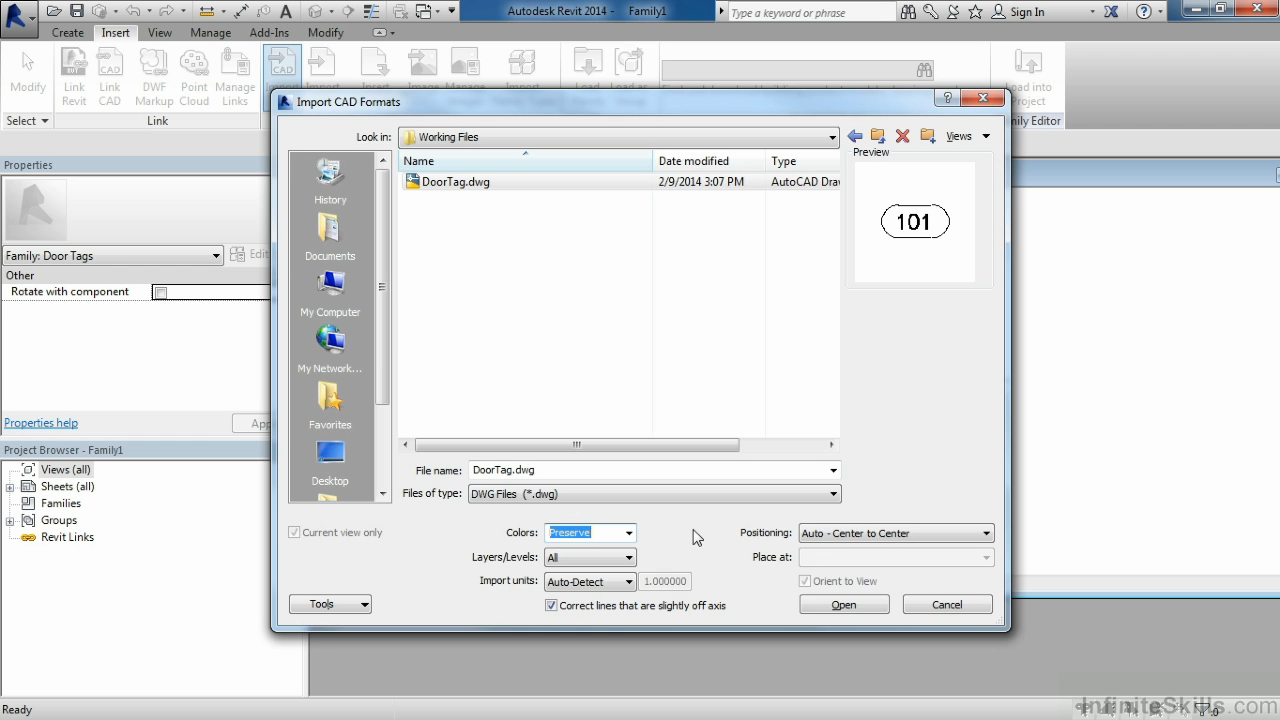 Autodesk Revit 2014 - Family1
Type a keyword or phrase
Sign In
Create Insert View Manage Add-Ins Modify
Modify
Link Revit
Link CAD
DWF Markup
Point Cloud
Manage Links
CAD
Load into Project
Select
Link
Family Editor
Import CAD Formats
Look in: Working Files
Views
Name Date modified Type
DoorTag.dwg 2/9/2014 3:07 PM AutoCAD Dra
Preview
101
History
Documents
My Computer
My Network...
Favorites
Desktop
File name: DoorTag.dwg
Files of type: DWG Files (*.dwg)
Current view only
Colors: Preserve
Positioning: Auto - Center to Center
Layers/Levels: All
Place at:
Import units: Auto-Detect 1.000000
Orient to View
Correct lines that are slightly off axis
Tools
Open
Cancel
Properties
Family: Door Tags
Edit
Other
Rotate with component
Properties help
App
Project Browser - Family1
Views (all)
Sheets (all)
Families
Groups
Revit Links
Ready
InfiniteSkills.com